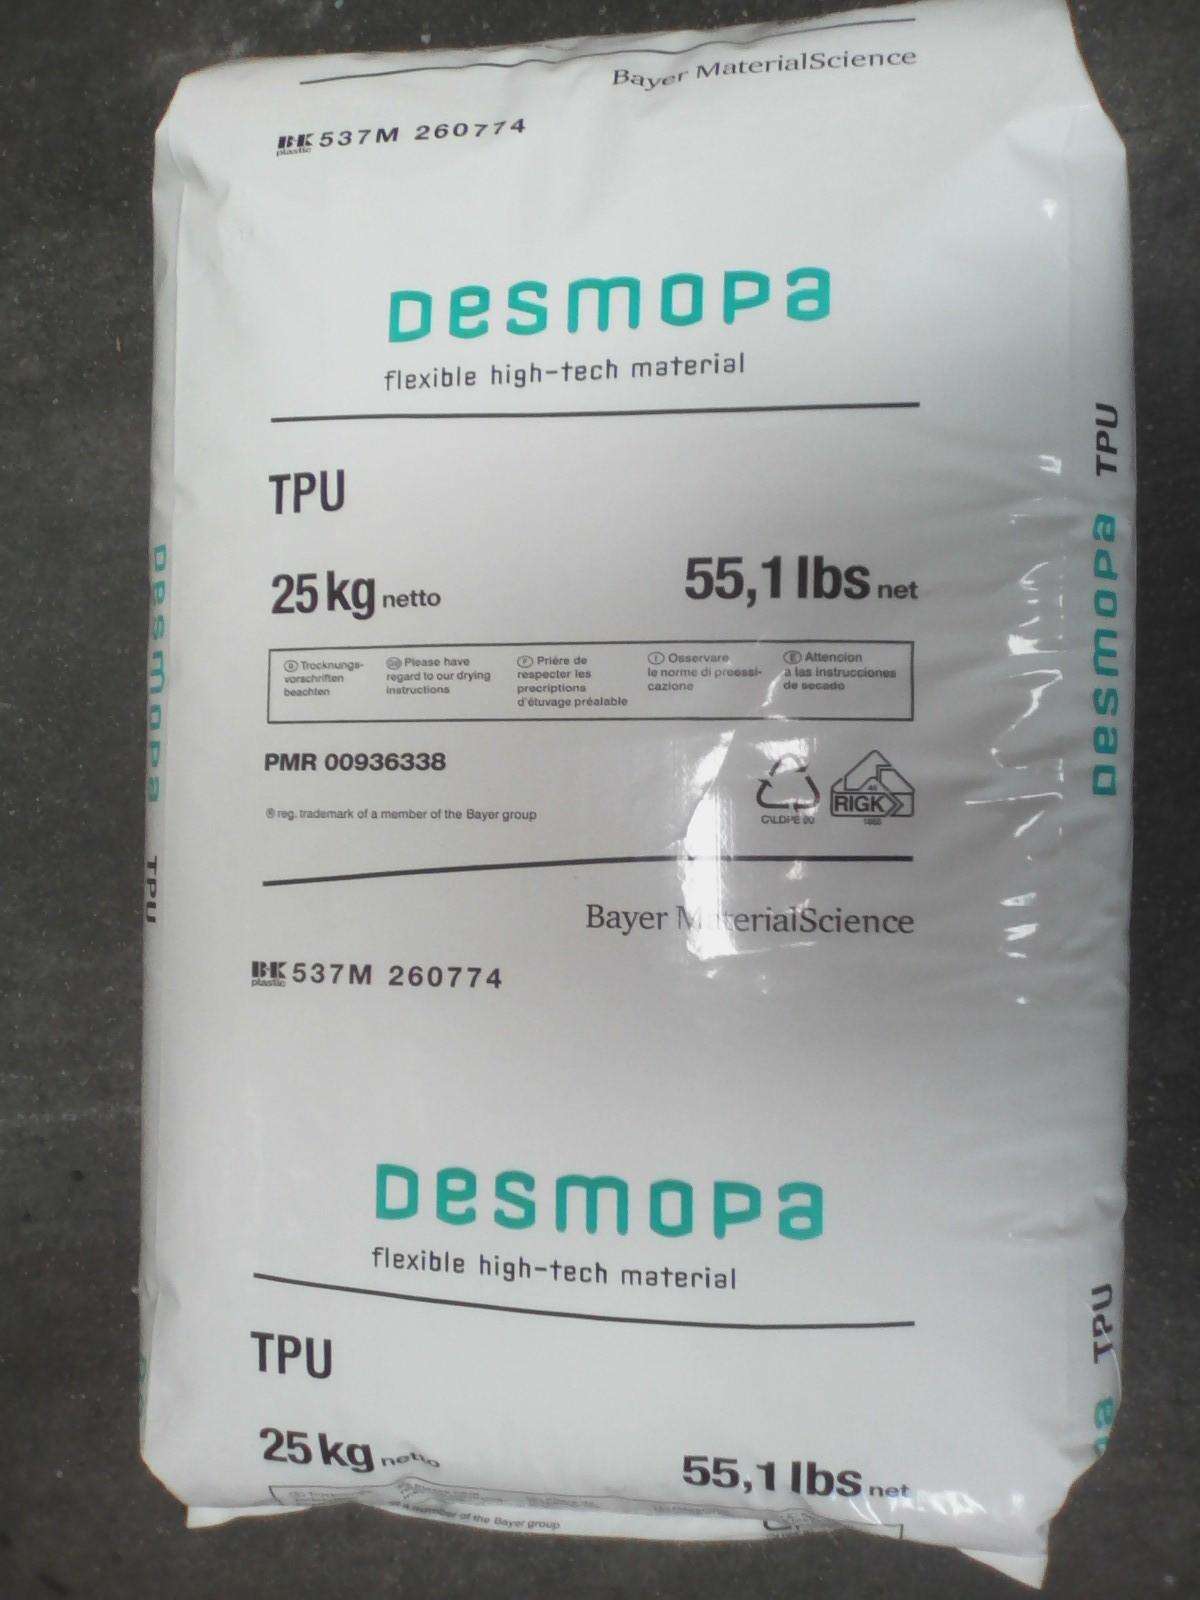 Bayer MaterialScience
BK plastic 537M 260774
Desmopa
flexible high-tech material
TPU
25 kg netto 55,1 lbs net
D Trocknungs-
vorschriften
beachten
GB Please have
regard to our drying
instructions
F Prière de
respecter les
precriptions
d'étuvage préalable
I Osservare
le norme di preessi-
cazione
E Attencion
a las instrucciones
de secado
PMR 00936338
® reg. trademark of a member of the Bayer group
RIGK
Bayer MaterialScience
BK plastic 537M 260774
Desmopa
flexible high-tech material
TPU
25 kg netto 55,1 lbs net
of the Bayer group
Desmopa TPU
Desmopa TPU
TPU